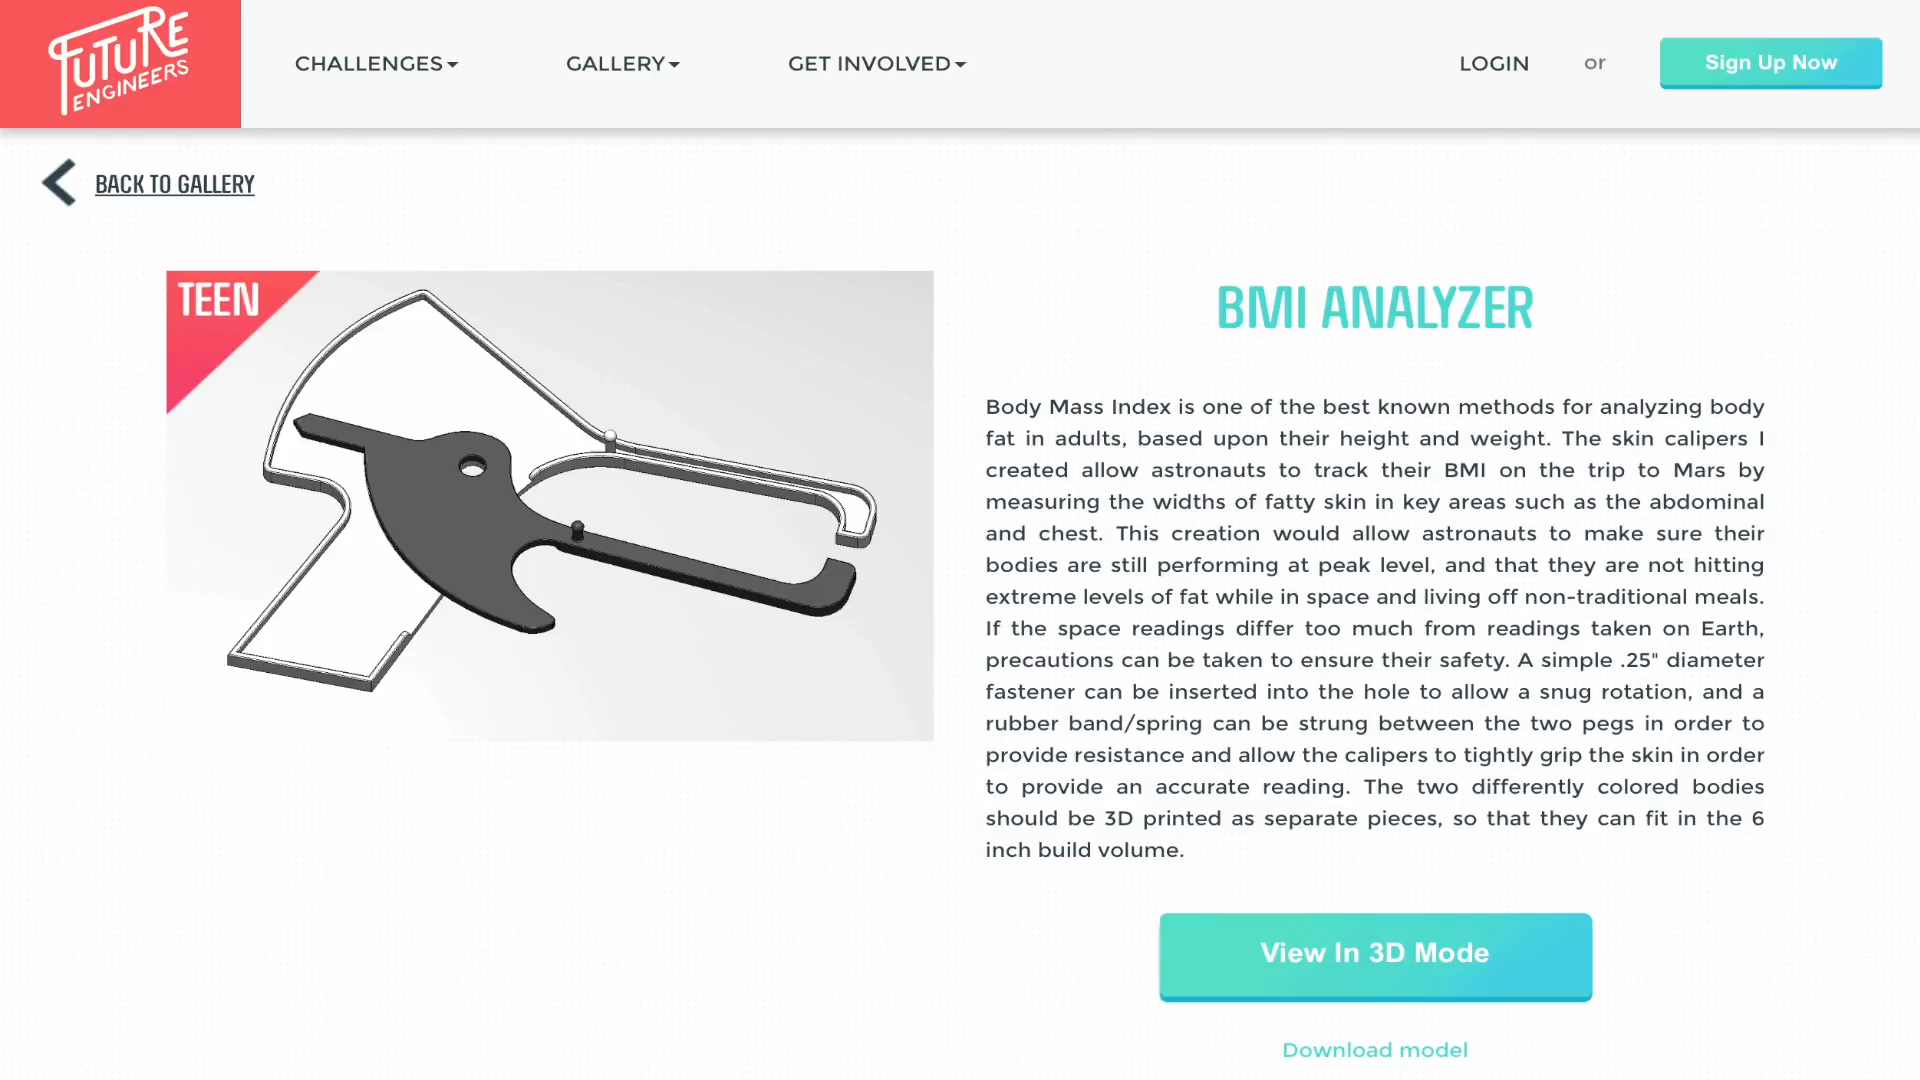 FUTURE
ENGINEERS
CHALLENGES
GALLERY
GET INVOLVED
LOGIN
or
Sign Up Now
BACK TO GALLERY
TEEN
BMI ANALYZER
Body Mass Index is one of the best known methods for analyzing body
fat in adults, based upon their height and weight. The skin calipers I
created allow astronauts to track their BMI on the trip to Mars by
measuring the widths of fatty skin in key areas such as the abdominal
and chest. This creation would allow astronauts to make sure their
bodies are still performing at peak level, and that they are not hitting
extreme levels of fat while in space and living off non-traditional meals.
If the space readings differ too much from readings taken on Earth,
precautions can be taken to ensure their safety. A simple .25" diameter
fastener can be inserted into the hole to allow a snug rotation, and a
rubber band/spring can be strung between the two pegs in order to
provide resistance and allow the calipers to tightly grip the skin in order
to provide an accurate reading. The two differently colored bodies
should be 3D printed as separate pieces, so that they can fit in the 6
inch build volume.
View In 3D Mode
Download model